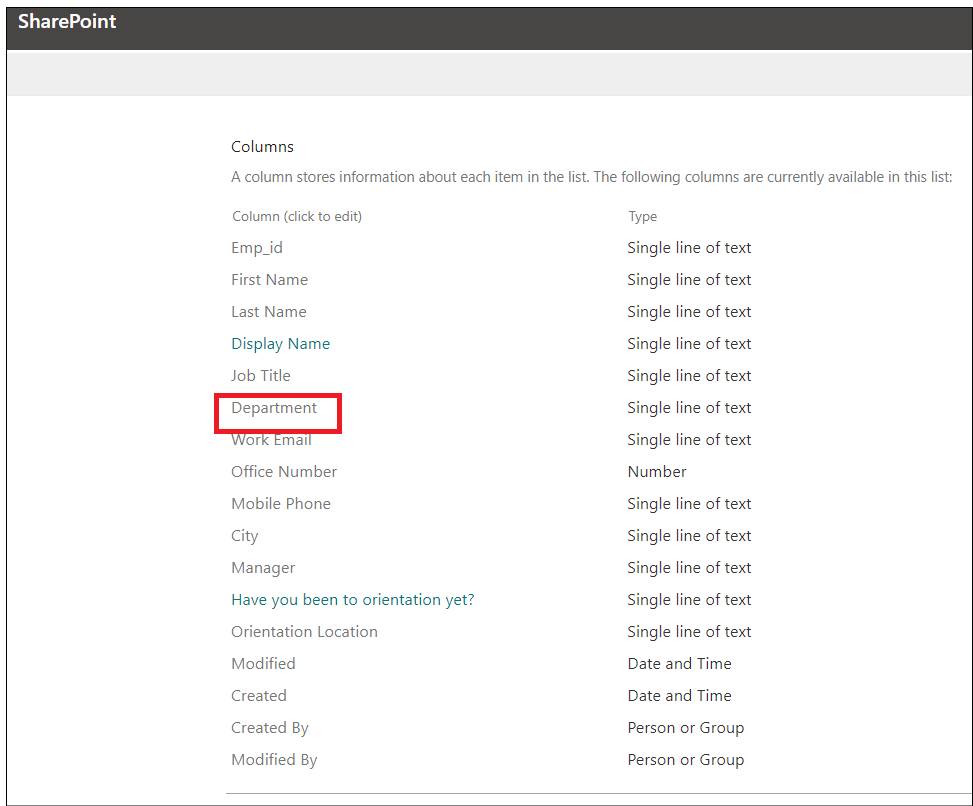 SharePoint
Columns
A column stores information about each item in the list. The following columns are currently available in this list:
Column (click to edit) Type
Emp_id Single line of text
First Name Single line of text
Last Name Single line of text
Display Name Single line of text
Job Title Single line of text
Department Single line of text
Work Email Single line of text
Office Number Number
Mobile Phone Single line of text
City Single line of text
Manager Single line of text
Have you been to orientation yet? Single line of text
Orientation Location Single line of text
Modified Date and Time
Created Date and Time
Created By Person or Group
Modified By Person or Group